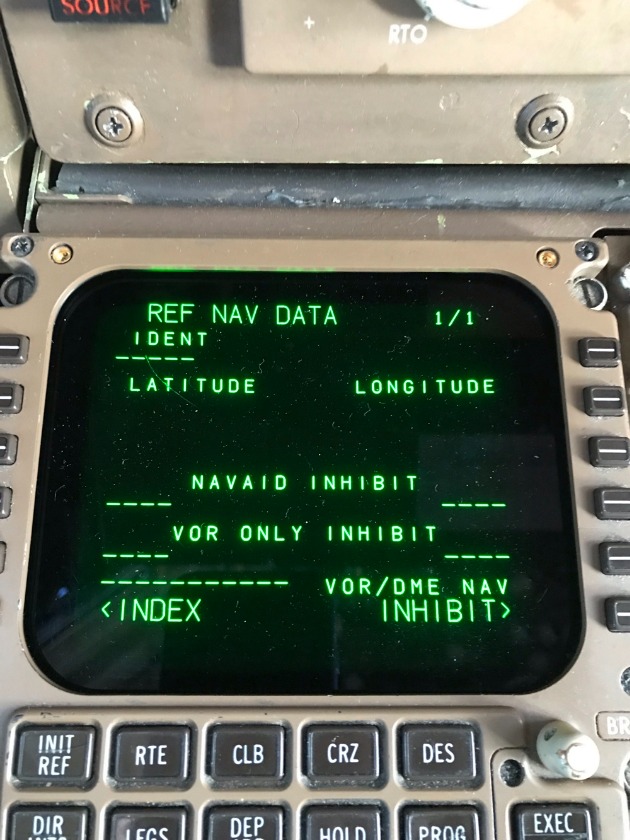 SOURCE
+
RTO
REF NAV DATA 1/1
IDENT
-----
LATITUDE LONGITUDE
NAVAID INHIBIT
---- ----
VOR ONLY INHIBIT
---- ----
------------ VOR/DME NAV
<INDEX INHIBIT>
INIT REF
RTE
CLB
CRZ
DES
BR
DIR
LEGS
DEP
HOLD
PROG
EXEC